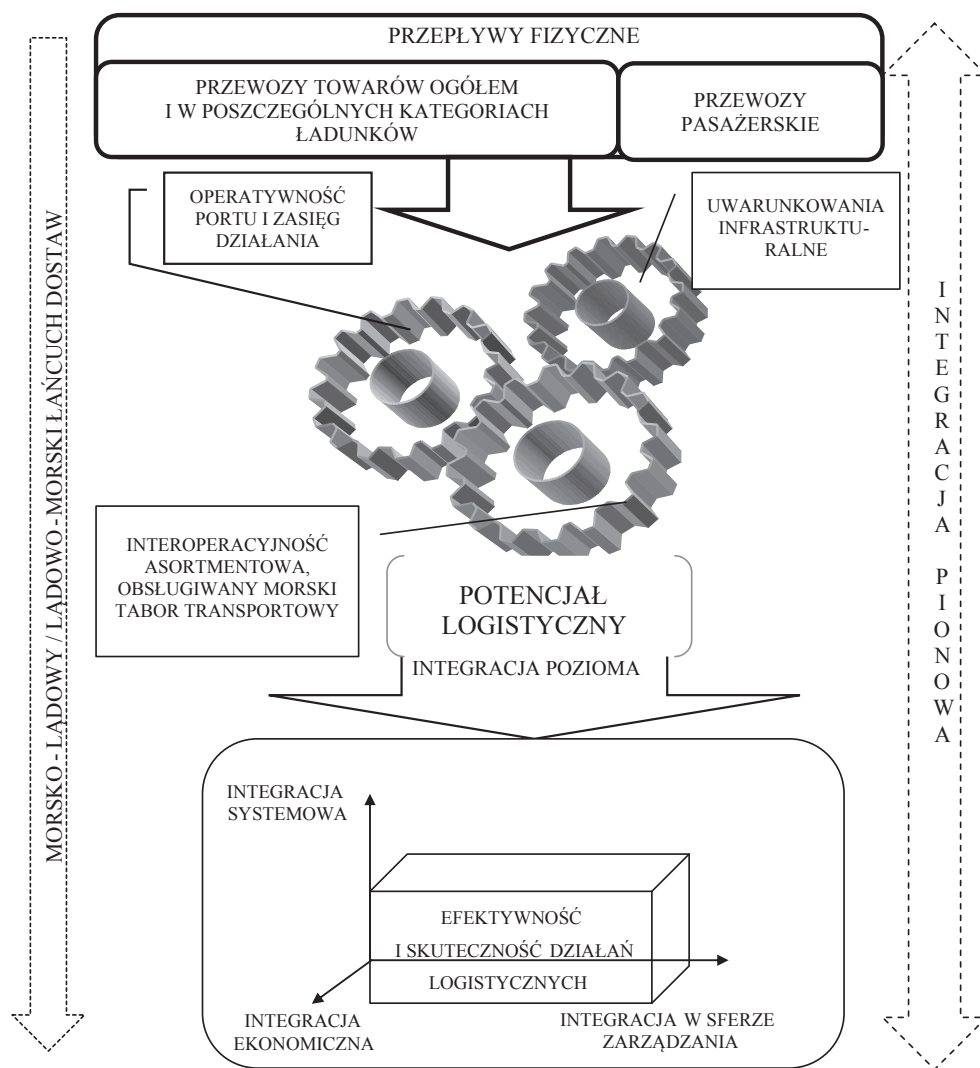 PRZEPŁYWY FIZYCZNE
PRZEWOZY TOWARÓW OGÓŁEM
I W POSZCZEGÓLNYCH KATEGORIACH
ŁADUNKÓW
PRZEWOZY
PASAŻERSKIE
OPERATYWNOŚĆ
PORTU I ZASIĘG
DZIAŁANIA
UWARUNKOWANIA
INFRASTRUKTU-
RALNE
MORSKO - LĄDOWY / LĄDOWO-MORSKI ŁAŃCUCH DOSTAW
INTEGRACJA PIONOWA
INTEROPERACYJNOŚĆ
ASORTMENTOWA,
OBSŁUGIWANY MORSKI
TABOR TRANSPORTOWY
POTENCJAŁ
LOGISTYCZNY
INTEGRACJA POZIOMA
INTEGRACJA
SYSTEMOWA
EFEKTYWNOŚĆ
I SKUTECZNOŚĆ DZIAŁAŃ
LOGISTYCZNYCH
INTEGRACJA
EKONOMICZNA
INTEGRACJA W SFERZE
ZARZĄDZANIA